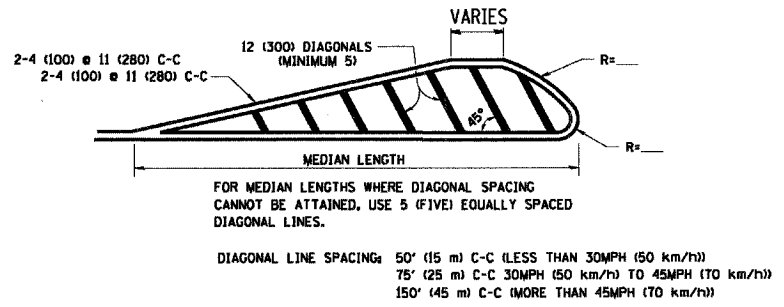 VARIES
2-4 (100) @ 11 (280) C-C
2-4 (100) @ 11 (280) C-C
12 (300) DIAGONALS
(MINIMUM 5)
R=___
45°
R=___
MEDIAN LENGTH
FOR MEDIAN LENGTHS WHERE DIAGONAL SPACING
CANNOT BE ATTAINED, USE 5 (FIVE) EQUALLY SPACED
DIAGONAL LINES.
DIAGONAL LINE SPACING: 50' (15 m) C-C (LESS THAN 30MPH (50 km/h))
75' (25 m) C-C 30MPH (50 km/h) TO 45MPH (70 km/h))
150' (45 m) C-C (MORE THAN 45MPH (70 km/h))